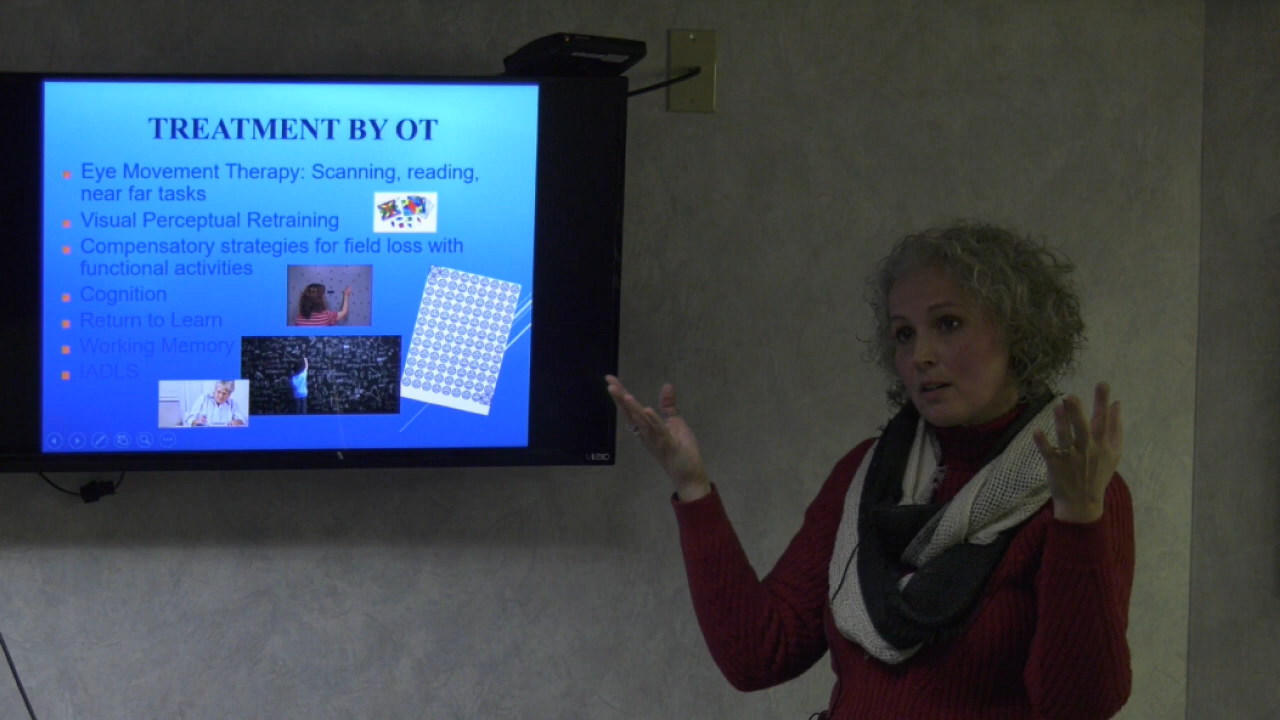 TREATMENT BY OT
Eye Movement Therapy: Scanning, reading,
near far tasks
Visual Perceptual Retraining
Compensatory strategies for field loss with
functional activities
Cognition
Return to Learn
Working Memory
IADLS
VIZIO